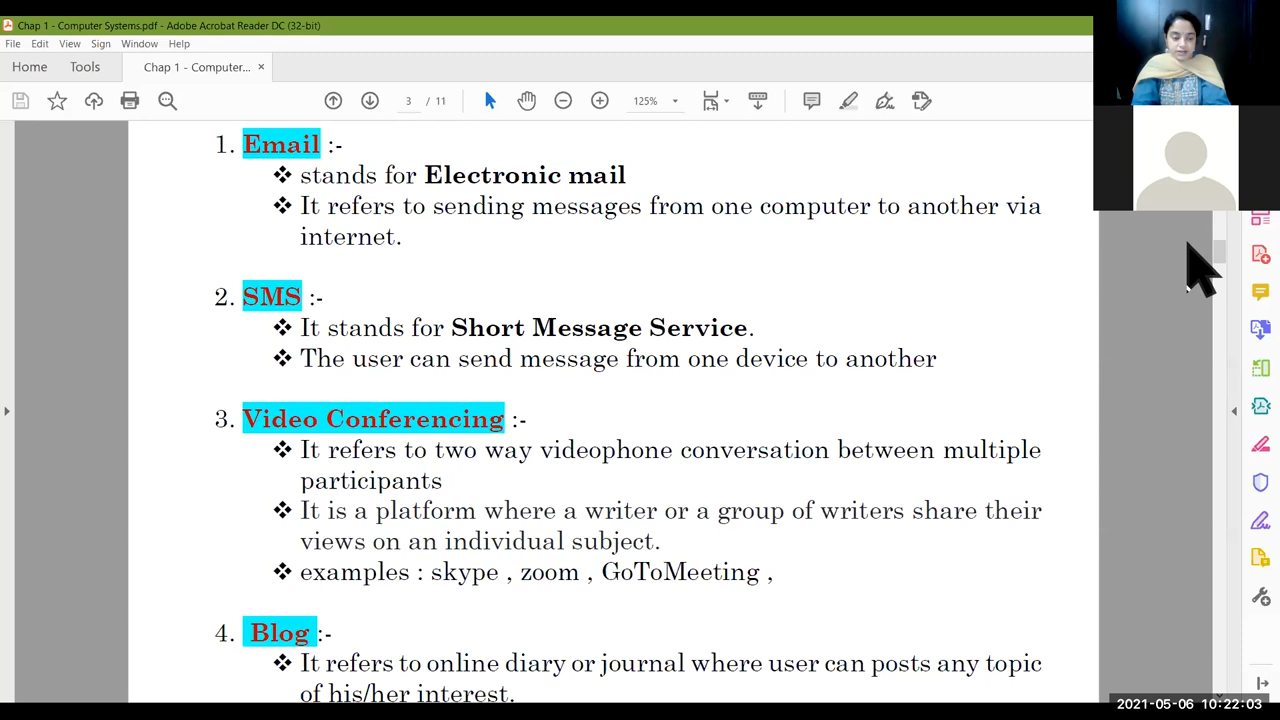 Chap 1 - Computer Systems.pdf - Adobe Acrobat Reader DC (32-bit)
File Edit View Sign Window Help
Home Tools Chap 1 - Computer... ×
3 / 11 125%
1. Email :-
❖ stands for Electronic mail
❖ It refers to sending messages from one computer to another via
internet.
2. SMS :-
❖ It stands for Short Message Service.
❖ The user can send message from one device to another
3. Video Conferencing :-
❖ It refers to two way videophone conversation between multiple
participants
❖ It is a platform where a writer or a group of writers share their
views on an individual subject.
❖ examples : skype , zoom , GoToMeeting ,
4. Blog :-
❖ It refers to online diary or journal where user can posts any topic
of his/her interest.
2021-05-06 10:22:03